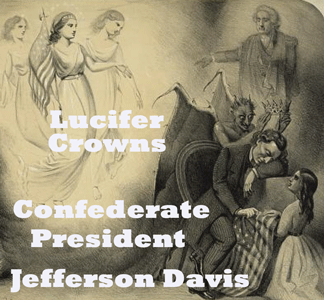 Lucifer
Crowns
Confederate
President
Jefferson Davis